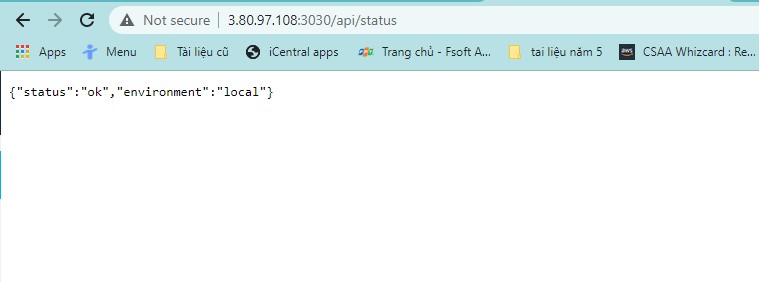 Not secure | 3.80.97.108:3030/api/status
Apps Menu Tài liệu cũ iCentral apps Trang chủ - Fsoft A... tai liệu năm 5 aws CSAA Whizcard : Re...
{"status":"ok","environment":"local"}